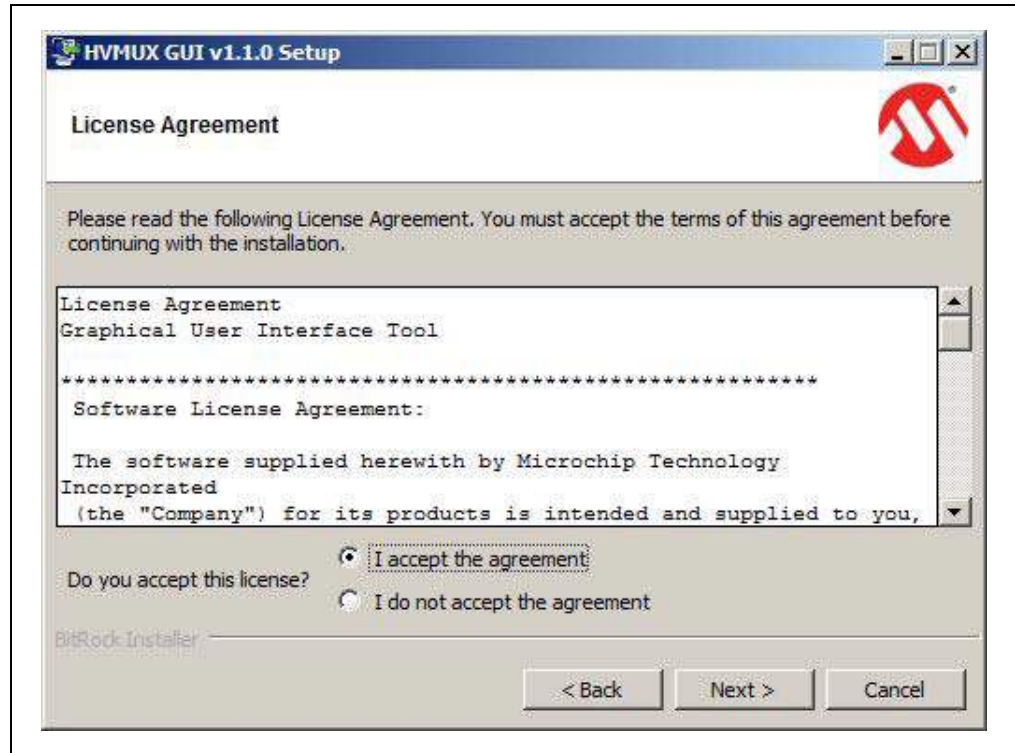 HVMUX GUI v1.1.0 Setup
License Agreement
Please read the following License Agreement. You must accept the terms of this agreement before
continuing with the installation.
License Agreement
Graphical User Interface Tool
**********************************************************
Software License Agreement:
The software supplied herewith by Microchip Technology
Incorporated
(the "Company") for its products is intended and supplied to you,
Do you accept this license?
I accept the agreement
I do not accept the agreement
BitRock Installer
< Back Next > Cancel